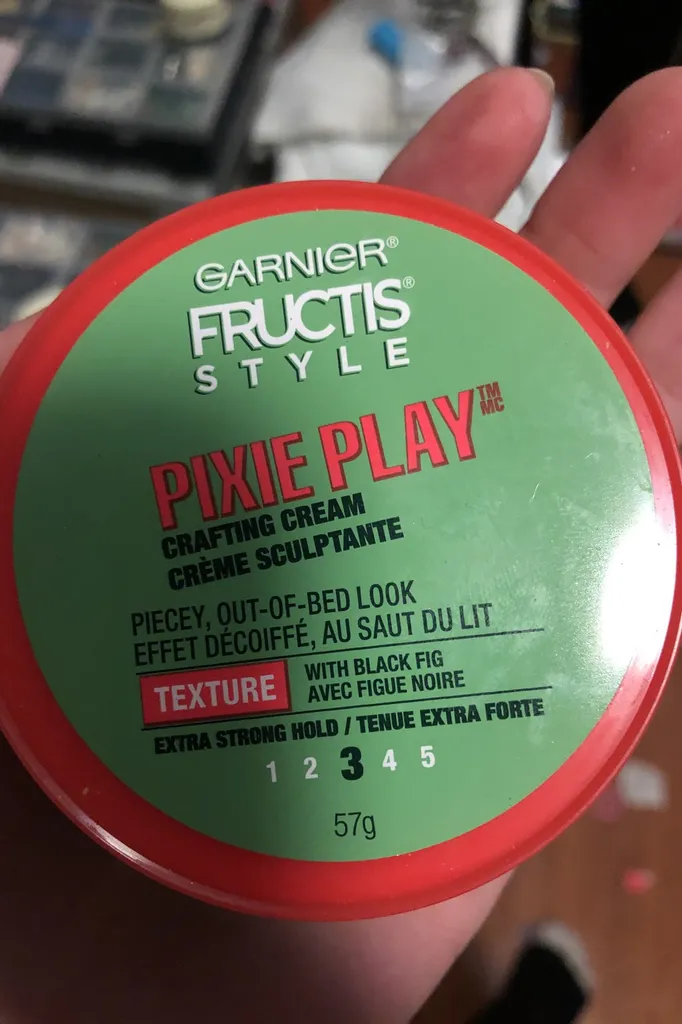 GARNIER®
FRUCTIS®
STYLE
PIXIE PLAY™ MC
CRAFTING CREAM
CRÈME SCULPTANTE
PIECEY, OUT-OF-BED LOOK
EFFET DÉCOIFFÉ, AU SAUT DU LIT
TEXTURE
WITH BLACK FIG
AVEC FIGUE NOIRE
EXTRA STRONG HOLD / TENUE EXTRA FORTE
1 2 3 4 5
57g